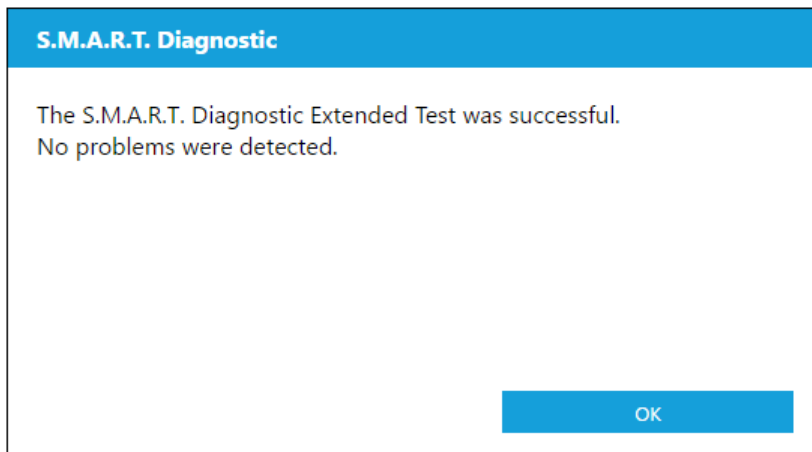 S.M.A.R.T. Diagnostic
The S.M.A.R.T. Diagnostic Extended Test was successful.
No problems were detected.
OK